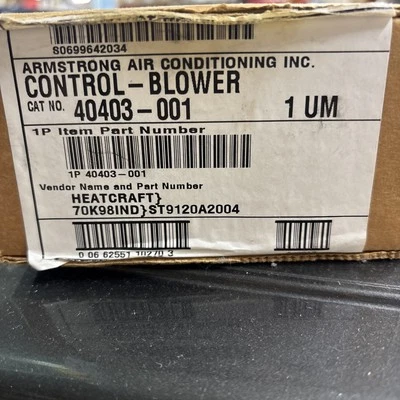 S0699642034
ARMSTRONG AIR CONDITIONING INC.
CONTROL-BLOWER
CAT NO. 40403-001 1 UM
1P Item Part Number
1P 40403-001
Vendor Name and Part Number
HEATCRAFT}
70K98IND}ST9120A2004
0 06 62551 10270 3